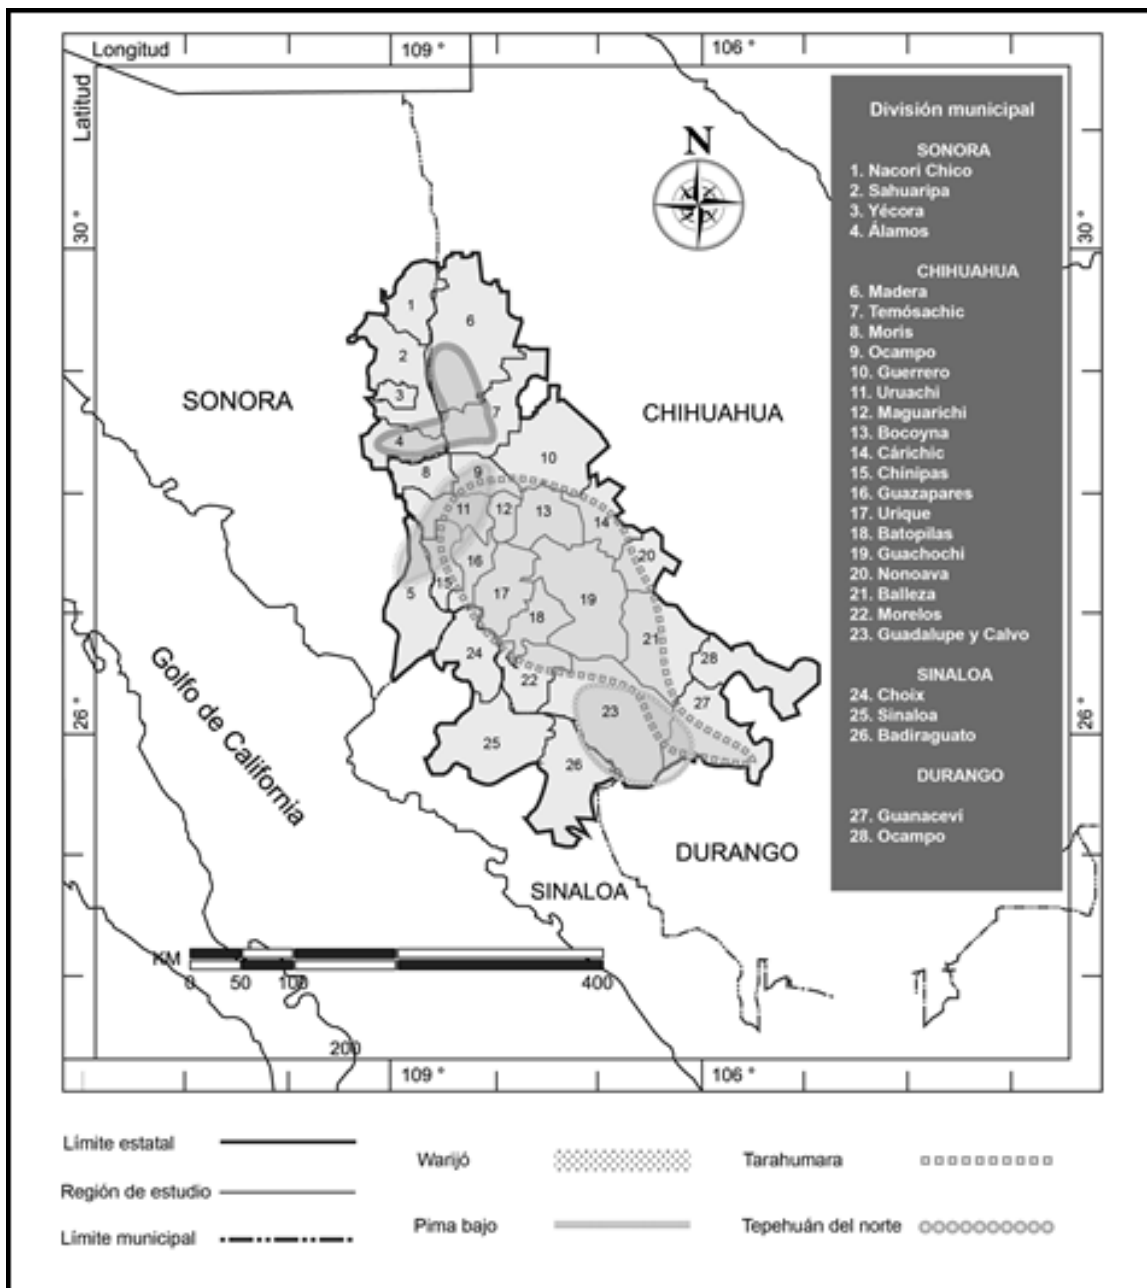 Longitud
109 °
106 °
Latitud
30 °
30 °
26 °
26 °
N
SONORA
CHIHUAHUA
Golfo de California
SINALOA
DURANGO
1
2
3
4
5
6
7
8
9
10
11
12
13
14
15
16
17
18
19
20
21
22
23
24
25
26
27
28
División municipal
SONORA
1. Nacori Chico
2. Sahuaripa
3. Yécora
4. Álamos
CHIHUAHUA
6. Madera
7. Temósachic
8. Moris
9. Ocampo
10. Guerrero
11. Uruachi
12. Maguarichi
13. Bocoyna
14. Cárichic
15. Chínipas
16. Guazapares
17. Urique
18. Batopilas
19. Guachochi
20. Nonoava
21. Balleza
22. Morelos
23. Guadalupe y Calvo
SINALOA
24. Choix
25. Sinaloa
26. Badiraguato
DURANGO
27. Guanaceví
28. Ocampo
KM
0 50 100 400
200
109 °
106 °
Límite estatal
Región de estudio
Límite municipal
Warijó
Pima bajo
Tarahumara
Tepehuán del norte